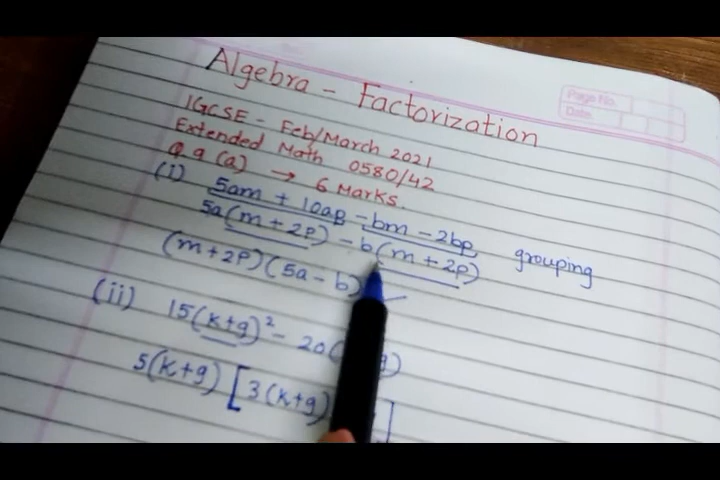 Page No.
Date
Algebra - Factorization
IGCSE - Feb/March 2021
Extended Math 0580/42
Q.9 (a) → 6 Marks
(i) 5am + 10ap - bm - 2bp
5a(m + 2p) - b(m + 2p) grouping
(m+2p)(5a - b)
(ii) 15(k+g)² - 20( g)
5(k+g) [ 3(k+g) ]